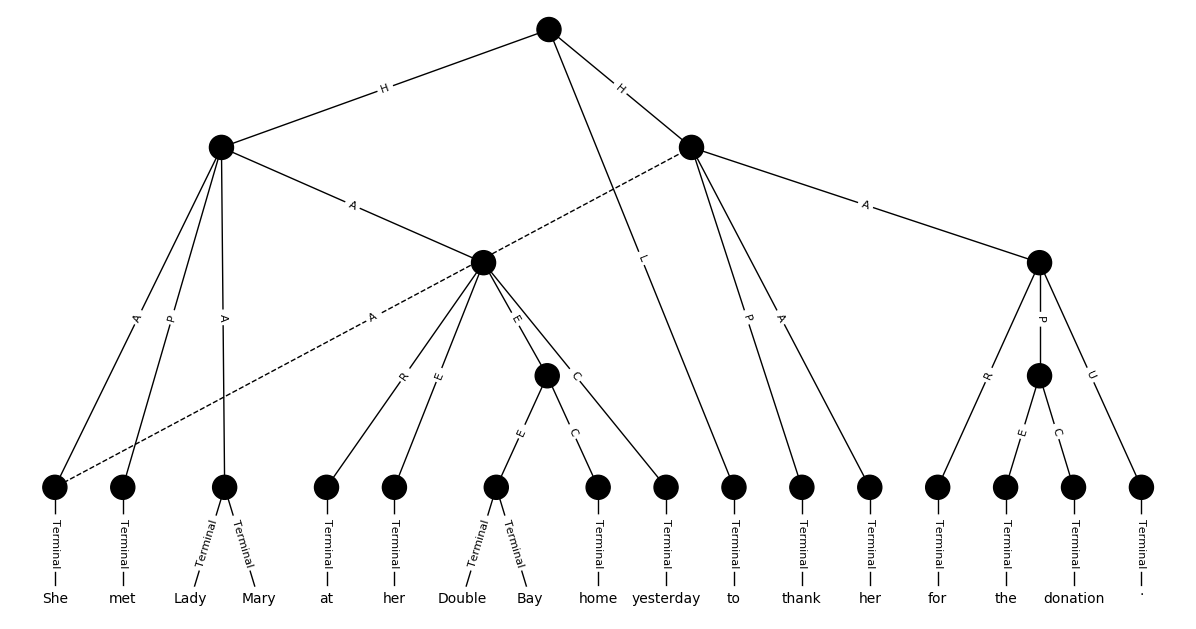 H
H
A
A
L
A
P
A
A
P
A
R
E
E
C
R
P
U
E
C
E
C
Terminal Terminal Terminal Terminal Terminal Terminal Terminal Terminal Terminal Terminal Terminal Terminal Terminal Terminal Terminal Terminal Terminal
She met Lady Mary at her Double Bay home yesterday to thank her for the donation .